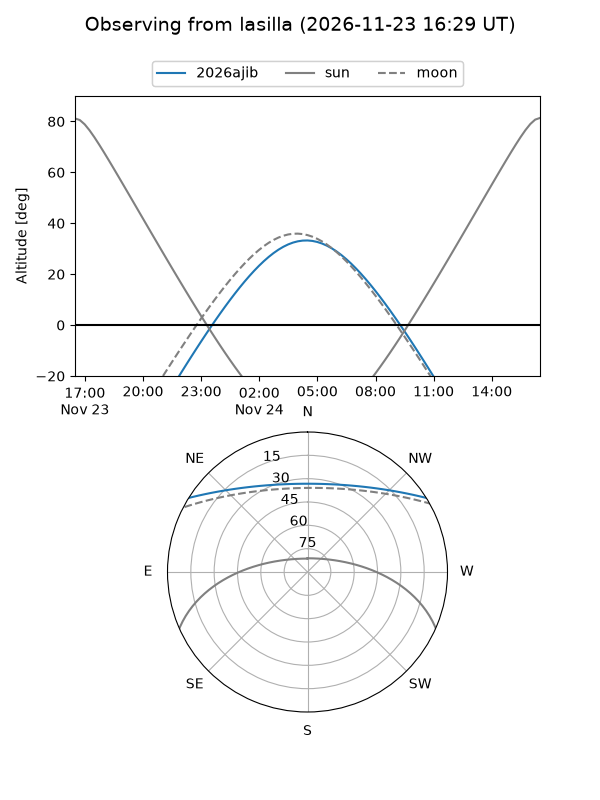 Observing from lasilla (2026-11-23 16:29 UT)
2026ajib sun moon
80
60
40
20
0
−20
Altitude [deg]
17:00 20:00 23:00 02:00 05:00 08:00 11:00 14:00
Nov 23 Nov 24
N
NE NW
15
30
45
60
75
E W
SE SW
S